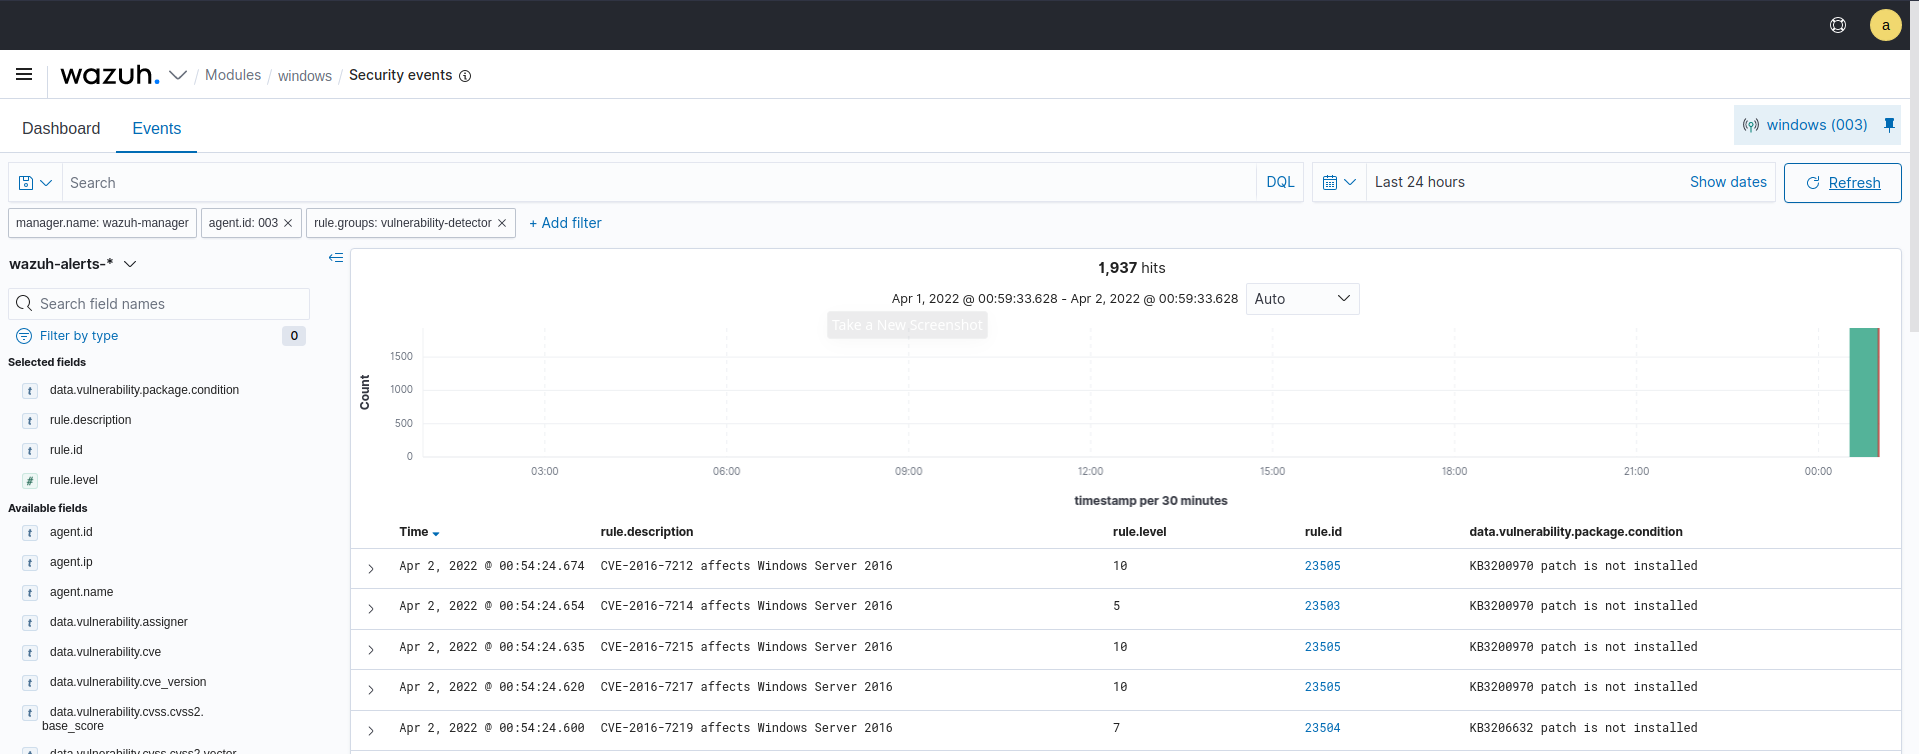 a
wazuh. / Modules / windows / Security events
Dashboard Events windows (003)
Search DQL Last 24 hours Show dates Refresh
manager.name: wazuh-manager agent.id: 003 × rule.groups: vulnerability-detector × + Add filter
wazuh-alerts-*
Search field names
Filter by type 0
Selected fields
t data.vulnerability.package.condition
t rule.description
t rule.id
# rule.level
Available fields
t agent.id
t agent.ip
t agent.name
t data.vulnerability.assigner
t data.vulnerability.cve
t data.vulnerability.cve_version
t data.vulnerability.cvss.cvss2.
base_score
data.vulnerability.cvss.cvss2.vector
1,937 hits
Apr 1, 2022 @ 00:59:33.628 - Apr 2, 2022 @ 00:59:33.628 Auto
Take a New Screenshot
Count
1500
1000
500
0
03:00 06:00 09:00 12:00 15:00 18:00 21:00 00:00
timestamp per 30 minutes
Time rule.description rule.level rule.id data.vulnerability.package.condition
Apr 2, 2022 @ 00:54:24.674 CVE-2016-7212 affects Windows Server 2016 10 23505 KB3200970 patch is not installed
Apr 2, 2022 @ 00:54:24.654 CVE-2016-7214 affects Windows Server 2016 5 23503 KB3200970 patch is not installed
Apr 2, 2022 @ 00:54:24.635 CVE-2016-7215 affects Windows Server 2016 10 23505 KB3200970 patch is not installed
Apr 2, 2022 @ 00:54:24.620 CVE-2016-7217 affects Windows Server 2016 10 23505 KB3200970 patch is not installed
Apr 2, 2022 @ 00:54:24.600 CVE-2016-7219 affects Windows Server 2016 7 23504 KB3206632 patch is not installed